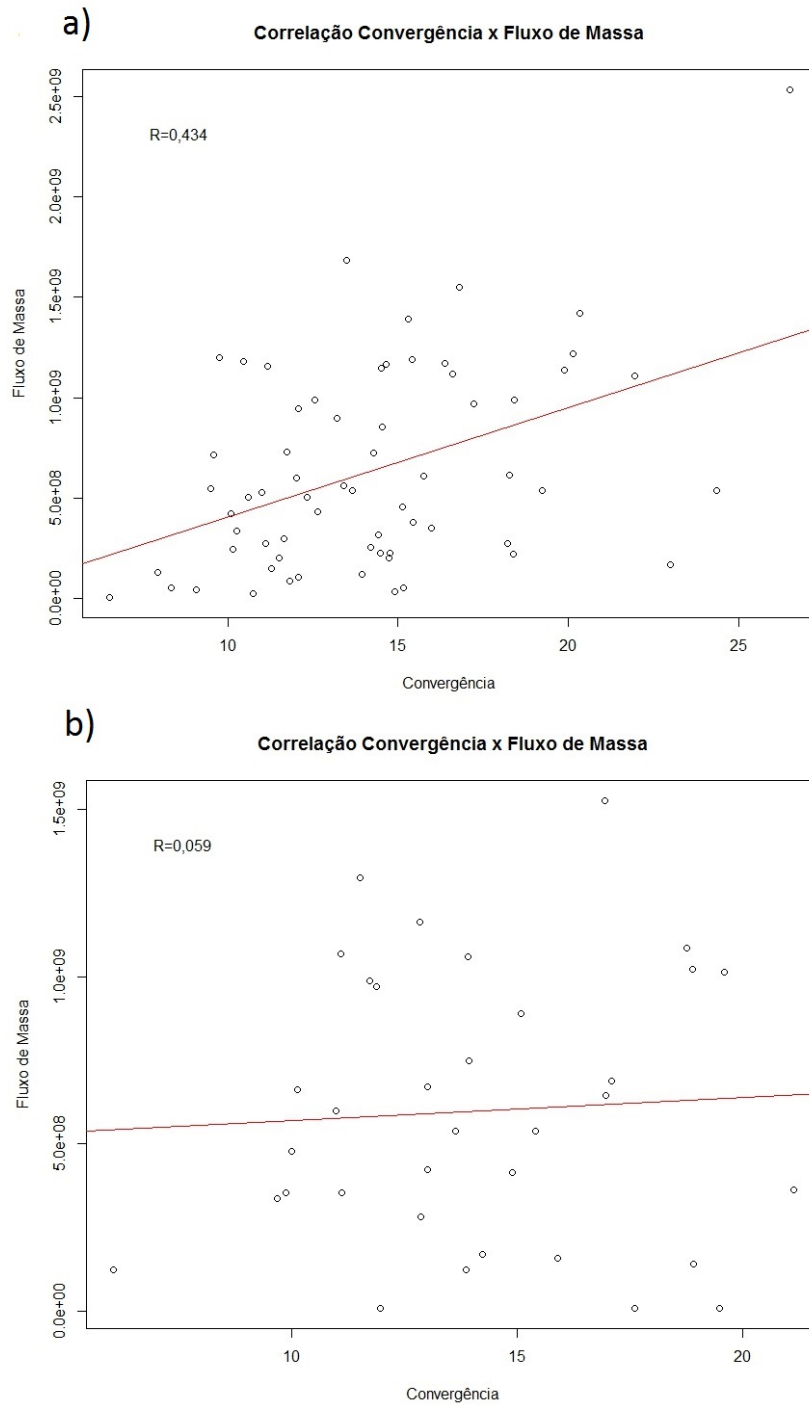 a)
Correlação Convergência x Fluxo de Massa
R=0,434
2.5e+09
2.0e+09
1.5e+09
1.0e+09
5.0e+08
0.0e+00
Fluxo de Massa
10 15 20 25
Convergência
b)
Correlação Convergência x Fluxo de Massa
R=0,059
1.5e+09
1.0e+09
5.0e+08
0.0e+00
Fluxo de Massa
10 15 20
Convergência